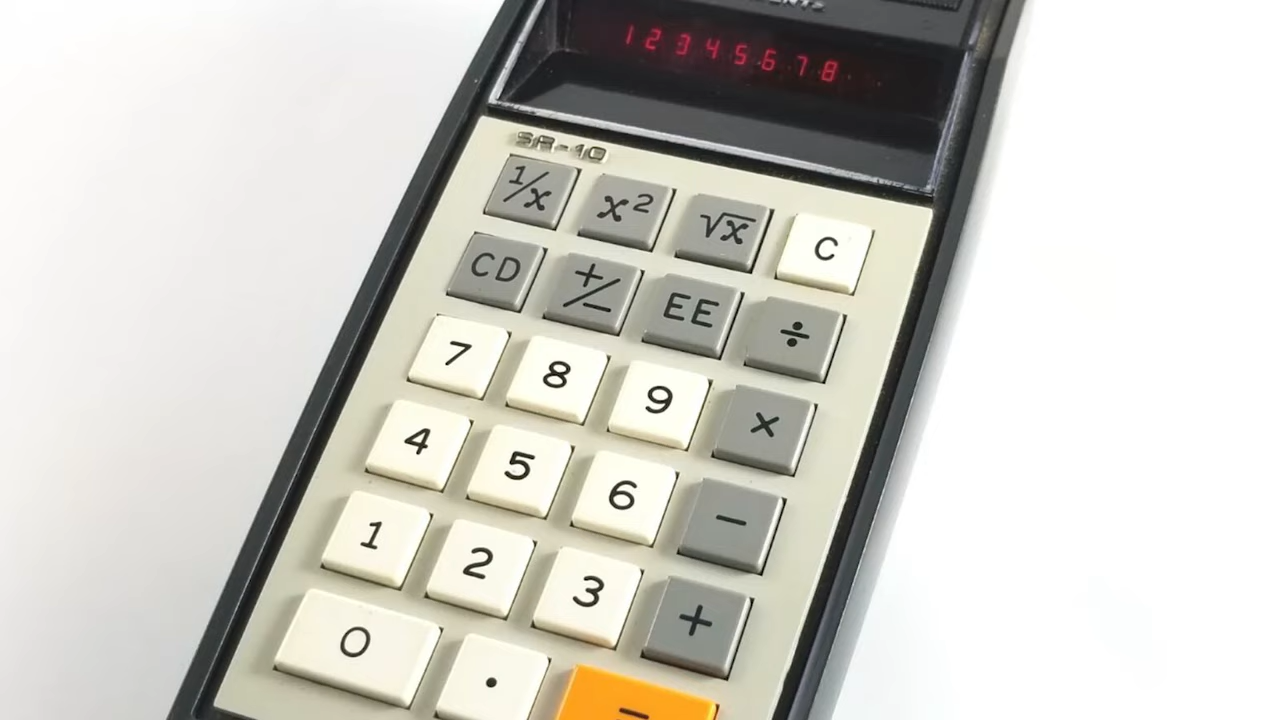 12345678
SR-10
1/x x² √x C
CD +/− EE ÷
7 8 9 ×
4 5 6 −
1 2 3 +
0 . =